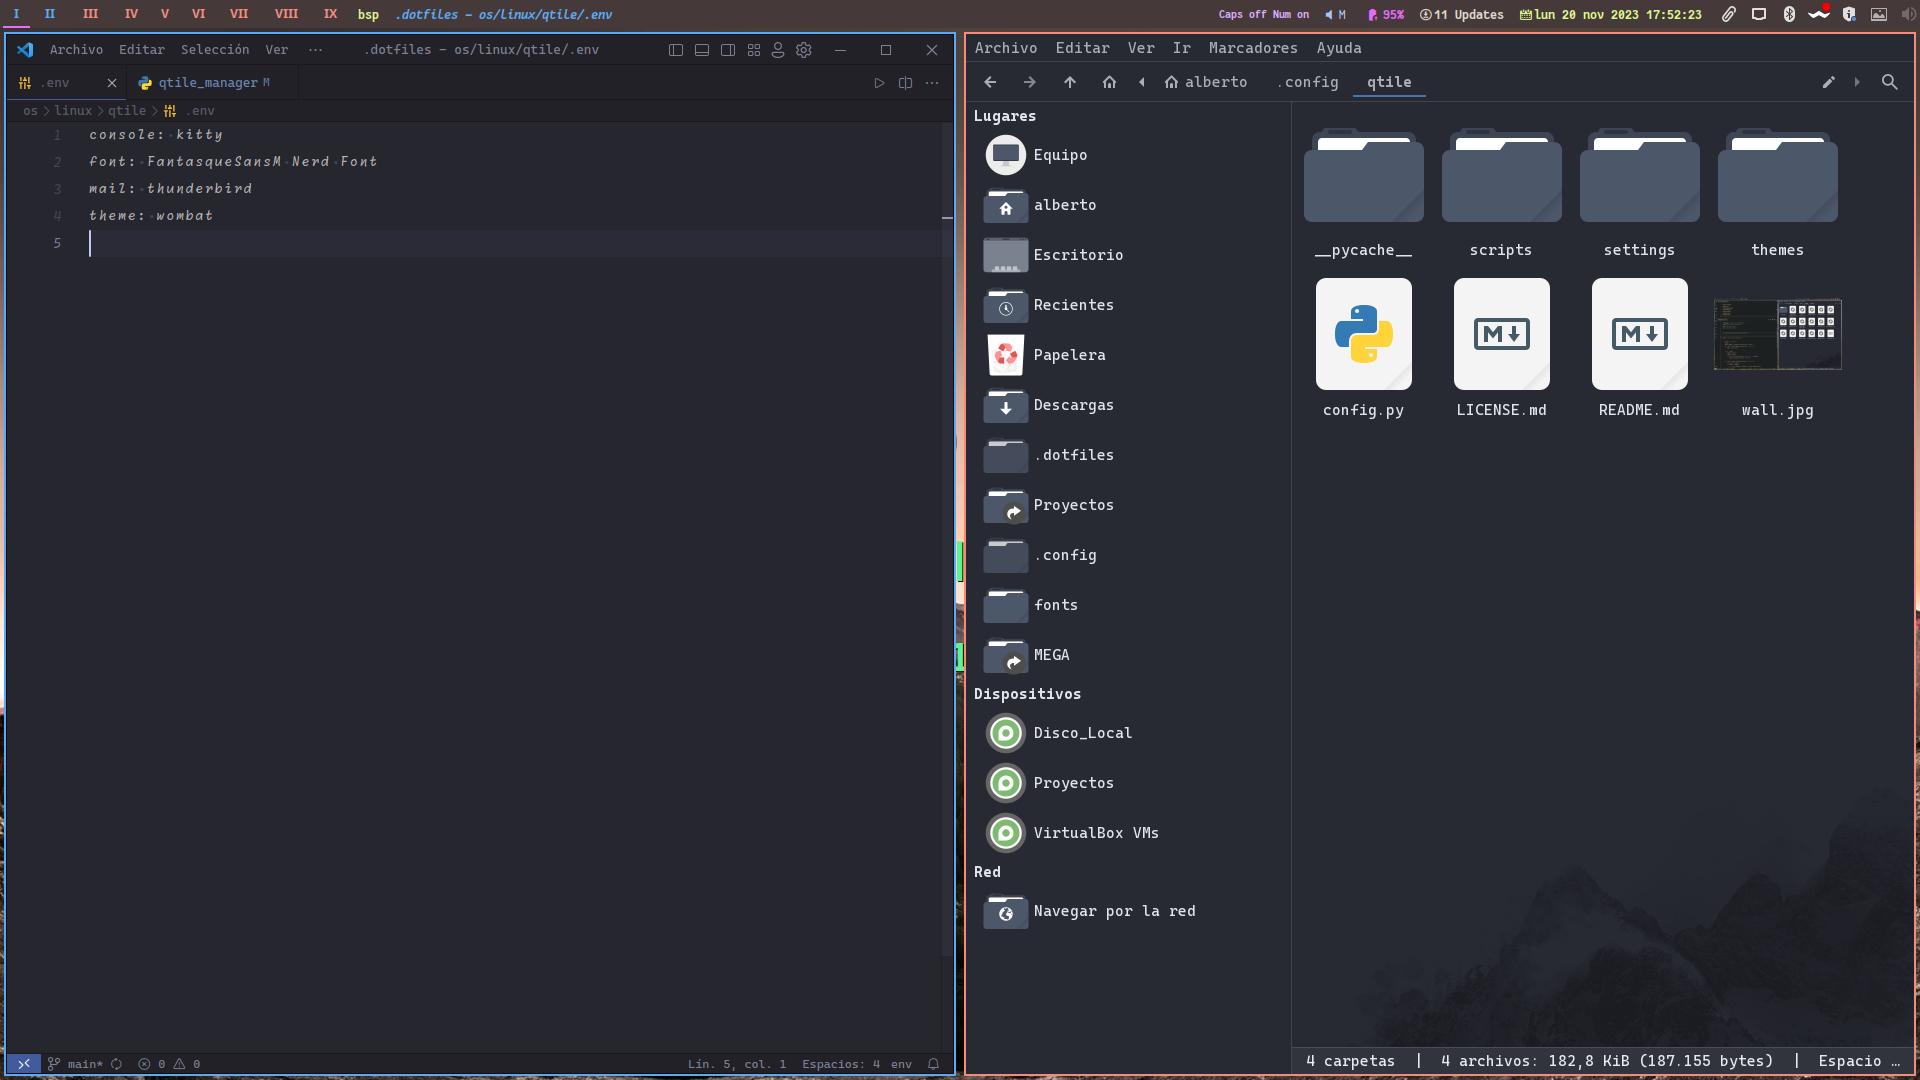 I II III IV V VI VII VIII IX bsp .dotfiles - os/linux/qtile/.env Caps off Num on M 95% 11 Updates lun 20 nov 2023 17:52:23
Archivo Editar Selección Ver ··· .dotfiles - os/linux/qtile/.env
.env qtile_manager M
os > linux > qtile > .env
1 console: kitty
2 font: FantasqueSansM Nerd Font
3 mail: thunderbird
4 theme: wombat
5
main* 0 0 Lín. 5, col. 1 Espacios: 4 env
Archivo Editar Ver Ir Marcadores Ayuda
alberto .config qtile
Lugares
Equipo
alberto
Escritorio
Recientes
Papelera
Descargas
.dotfiles
Proyectos
.config
fonts
MEGA
Dispositivos
Disco_Local
Proyectos
VirtualBox VMs
Red
Navegar por la red
__pycache__ scripts settings themes
config.py LICENSE.md README.md wall.jpg
4 carpetas | 4 archivos: 182,8 KiB (187.155 bytes) | Espacio …